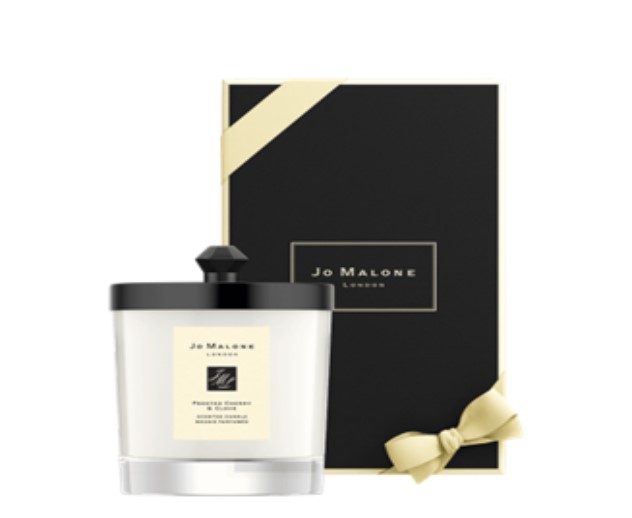 JO MALONE
LONDON
JO MALONE
LONDON
FROSTED CHERRY
& CLOVE
SCENTED CANDLE
BOUGIE PARFUMÉE